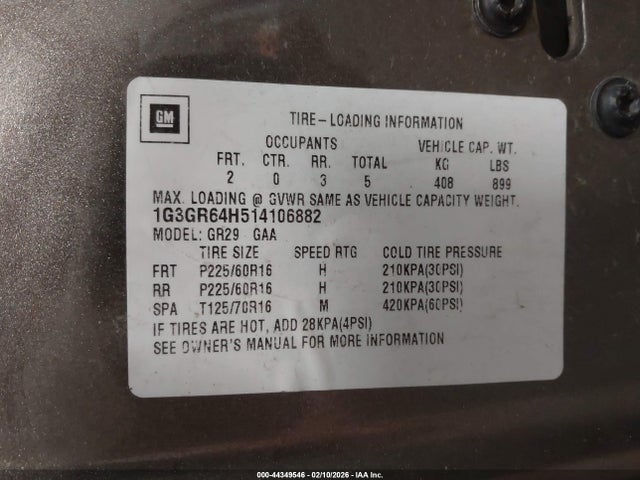 GM
TIRE-LOADING INFORMATION
OCCUPANTS VEHICLE CAP. WT.
FRT. CTR. RR. TOTAL KG LBS
2 0 3 5 408 899
MAX. LOADING @ GVWR SAME AS VEHICLE CAPACITY WEIGHT.
1G3GR64H514106882
MODEL: GR29 GAA
TIRE SIZE SPEED RTG COLD TIRE PRESSURE
FRT P225/60R16 H 210KPA(30PSI)
RR P225/60R16 H 210KPA(30PSI)
SPA T125/70R16 M 420KPA(60PSI)
IF TIRES ARE HOT, ADD 28KPA(4PSI)
SEE OWNER'S MANUAL FOR MORE INFORMATION
000-44349546 - 02/10/2026 - IAA Inc.